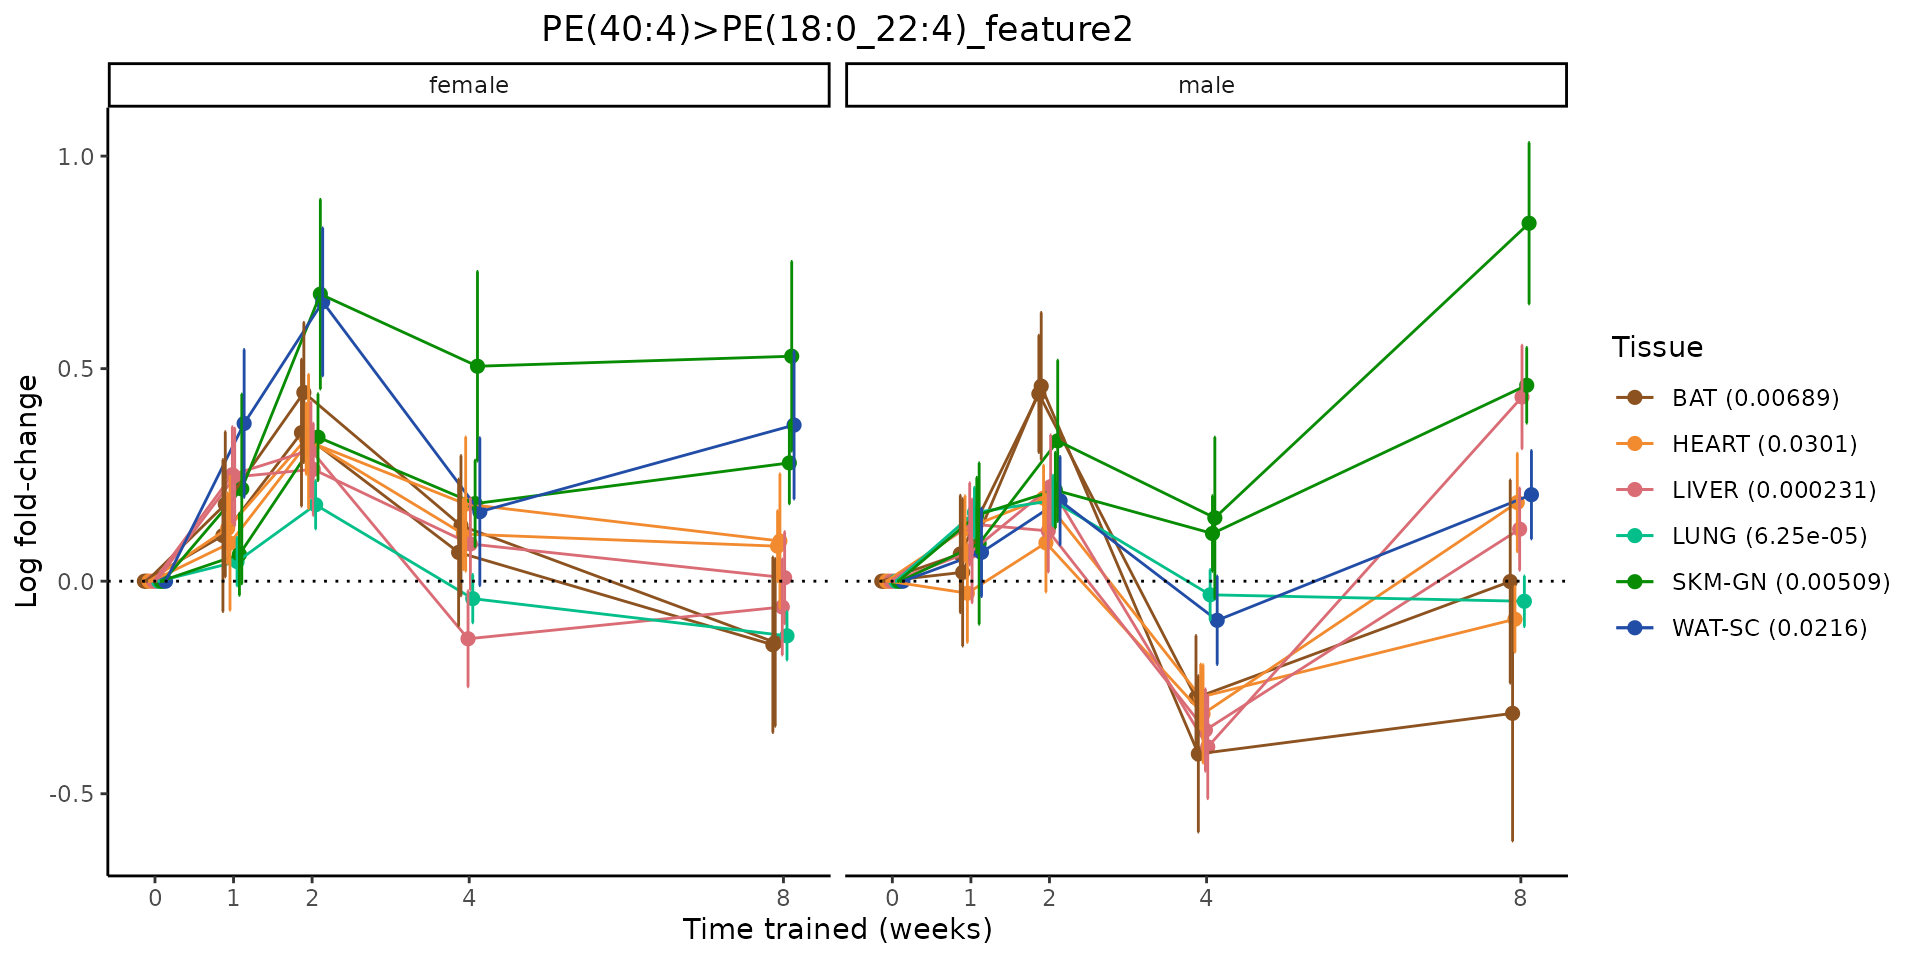 PE(40:4)>PE(18:0_22:4)_feature2
female
male
Log fold-change
1.0
0.5
0.0
-0.5
0 1 2 4 8
0 1 2 4 8
Time trained (weeks)
Tissue
BAT (0.00689)
HEART (0.0301)
LIVER (0.000231)
LUNG (6.25e-05)
SKM-GN (0.00509)
WAT-SC (0.0216)